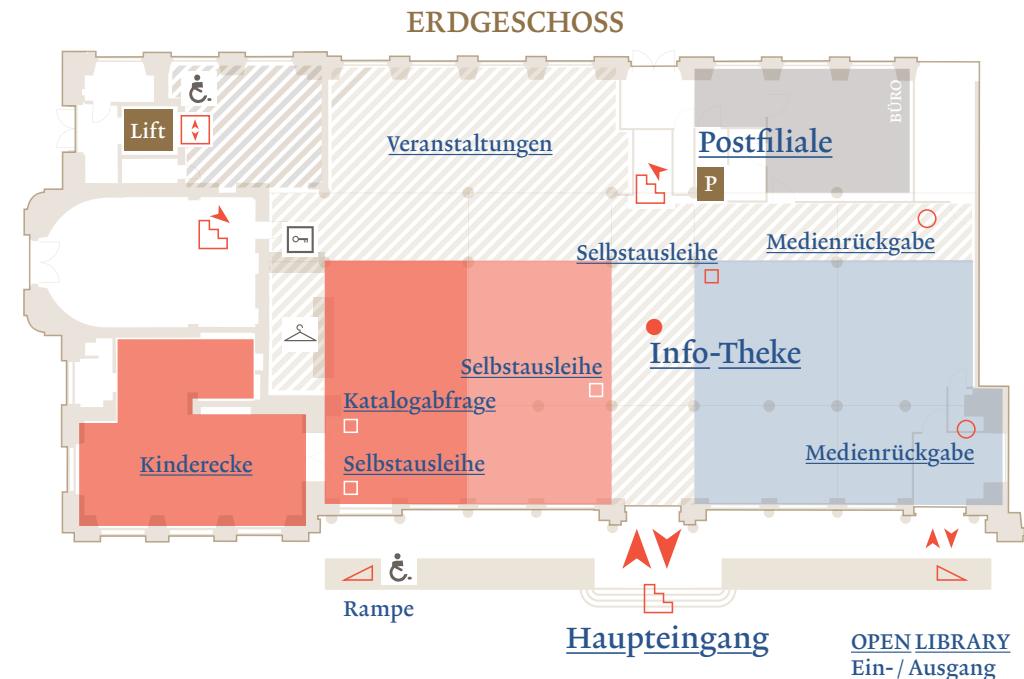 ERDGESCHOSS
Lift
Veranstaltungen
Postfiliale
BÜRO
P
Selbstausleihe
Medienrückgabe
Info-Theke
Selbstausleihe
Katalogabfrage
Kinderecke
Selbstausleihe
Medienrückgabe
Rampe
Haupteingang
OPEN LIBRARY
Ein- / Ausgang